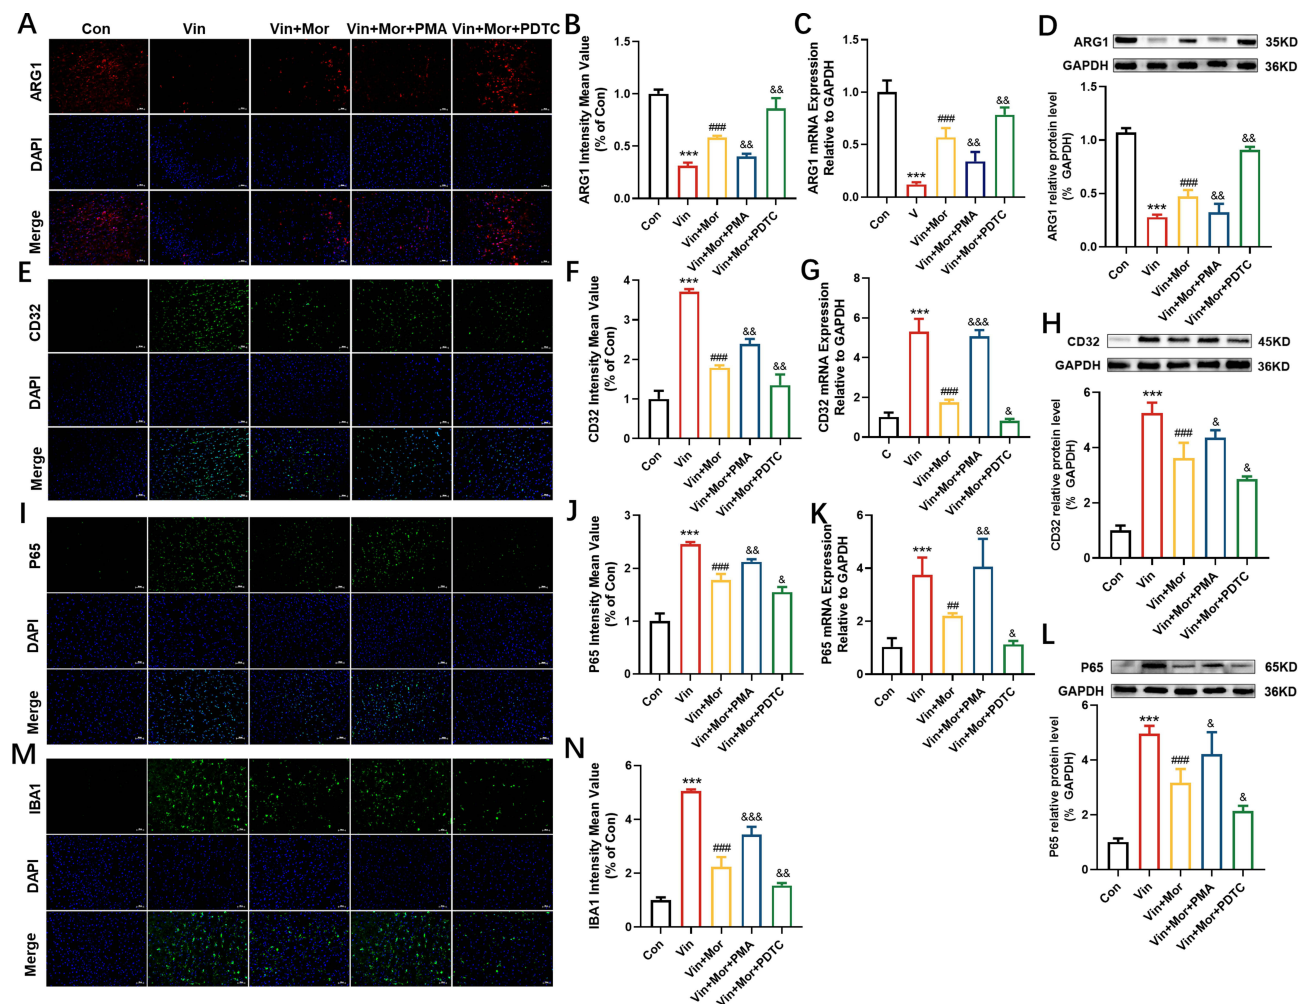 A
Con
Vin
Vin+Mor
Vin+Mor+PMA
Vin+Mor+PDTC
ARG1
DAPI
Merge
B
ARG1 Intensity Mean Value
(% of Con)
1.5
1.0
0.5
0.0
***
###
&&
&&
Con
Vin
Vin+Mor
Vin+Mor+PMA
Vin+Mor+PDTC
C
ARG1 mRNA Expression
Relative to GAPDH
1.5
1.0
0.5
0.0
***
###
&&
&&
Con
V
Vin+Mor
Vin+Mor+PMA
Vin+Mor+PDTC
D
ARG1
35KD
GAPDH
36KD
ARG1 relative protein level
(% GAPDH)
1.5
1.0
0.5
0.0
***
###
&&
&&
Con
Vin
Vin+Mor
Vin+Mor+PMA
Vin+Mor+PDTC
E
CD32
DAPI
Merge
F
CD32 Intensity Mean Value
(% of Con)
4
3
2
1
0
***
###
&&
&&
Con
Vin
Vin+Mor
Vin+Mor+PMA
Vin+Mor+PDTC
G
CD32 mRNA Expression
Relative to GAPDH
8
6
4
2
0
***
###
&&&
&
C
Vin
Vin+Mor
Vin+Mor+PMA
Vin+Mor+PDTC
H
CD32
45KD
GAPDH
36KD
CD32 relative protein level
(% GAPDH)
6
4
2
0
***
###
&
&
Con
Vin
Vin+Mor
Vin+Mor+PMA
Vin+Mor+PDTC
I
P65
DAPI
Merge
J
P65 Intensity Mean Value
(% of Con)
3
2
1
0
***
###
&&
&
Con
Vin
Vin+Mor
Vin+Mor+PMA
Vin+Mor+PDTC
K
P65 mRNA Expression
Relative to GAPDH
6
4
2
0
***
##
&&
&
Con
Vin
Vin+Mor
Vin+Mor+PMA
Vin+Mor+PDTC
L
P65
65KD
GAPDH
36KD
P65 relative protein level
(% GAPDH)
6
4
2
0
***
###
&
&
Con
Vin
Vin+Mor
Vin+Mor+PMA
Vin+Mor+PDTC
M
IBA1
DAPI
Merge
N
IBA1 Intensity Mean Value
(% of Con)
6
4
2
0
***
###
&&&
&&
Con
Vin
Vin+Mor
Vin+Mor+PMA
Vin+Mor+PDTC